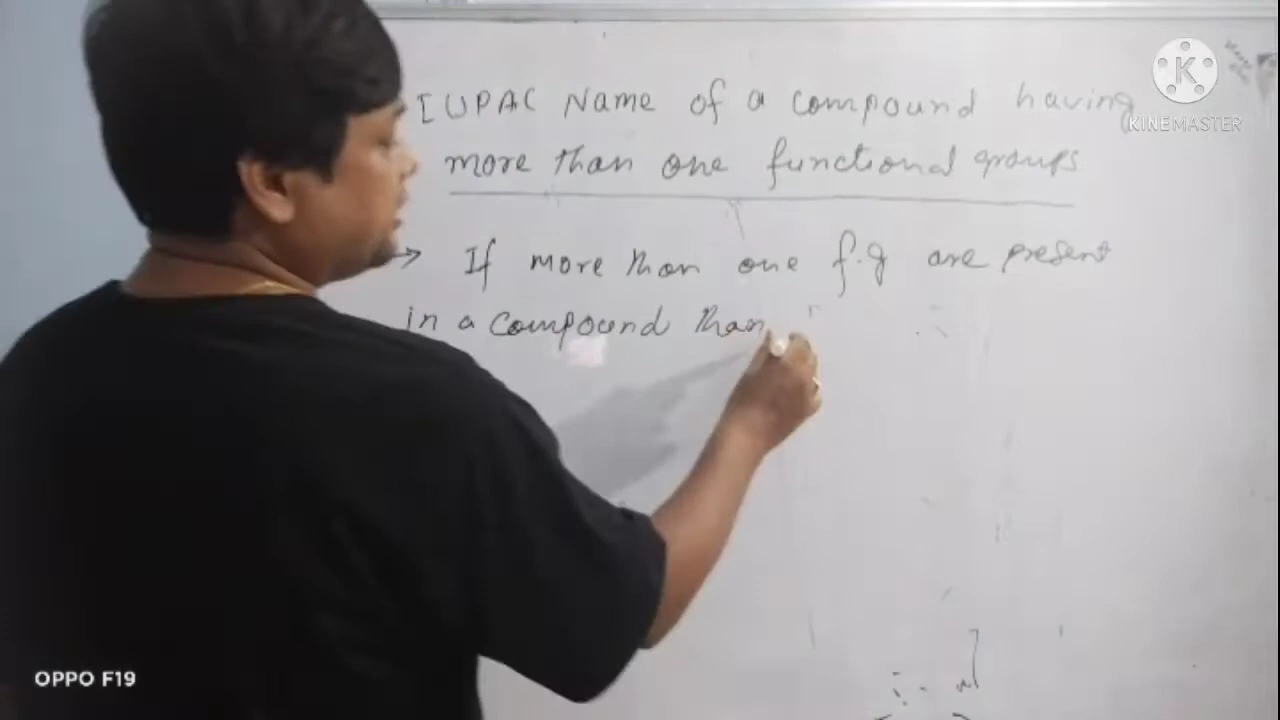 IUPAC Name of a compound having
more than one functional groups
→ If more than one f.g are present
in a compound than
KINEMASTER
OPPO F19